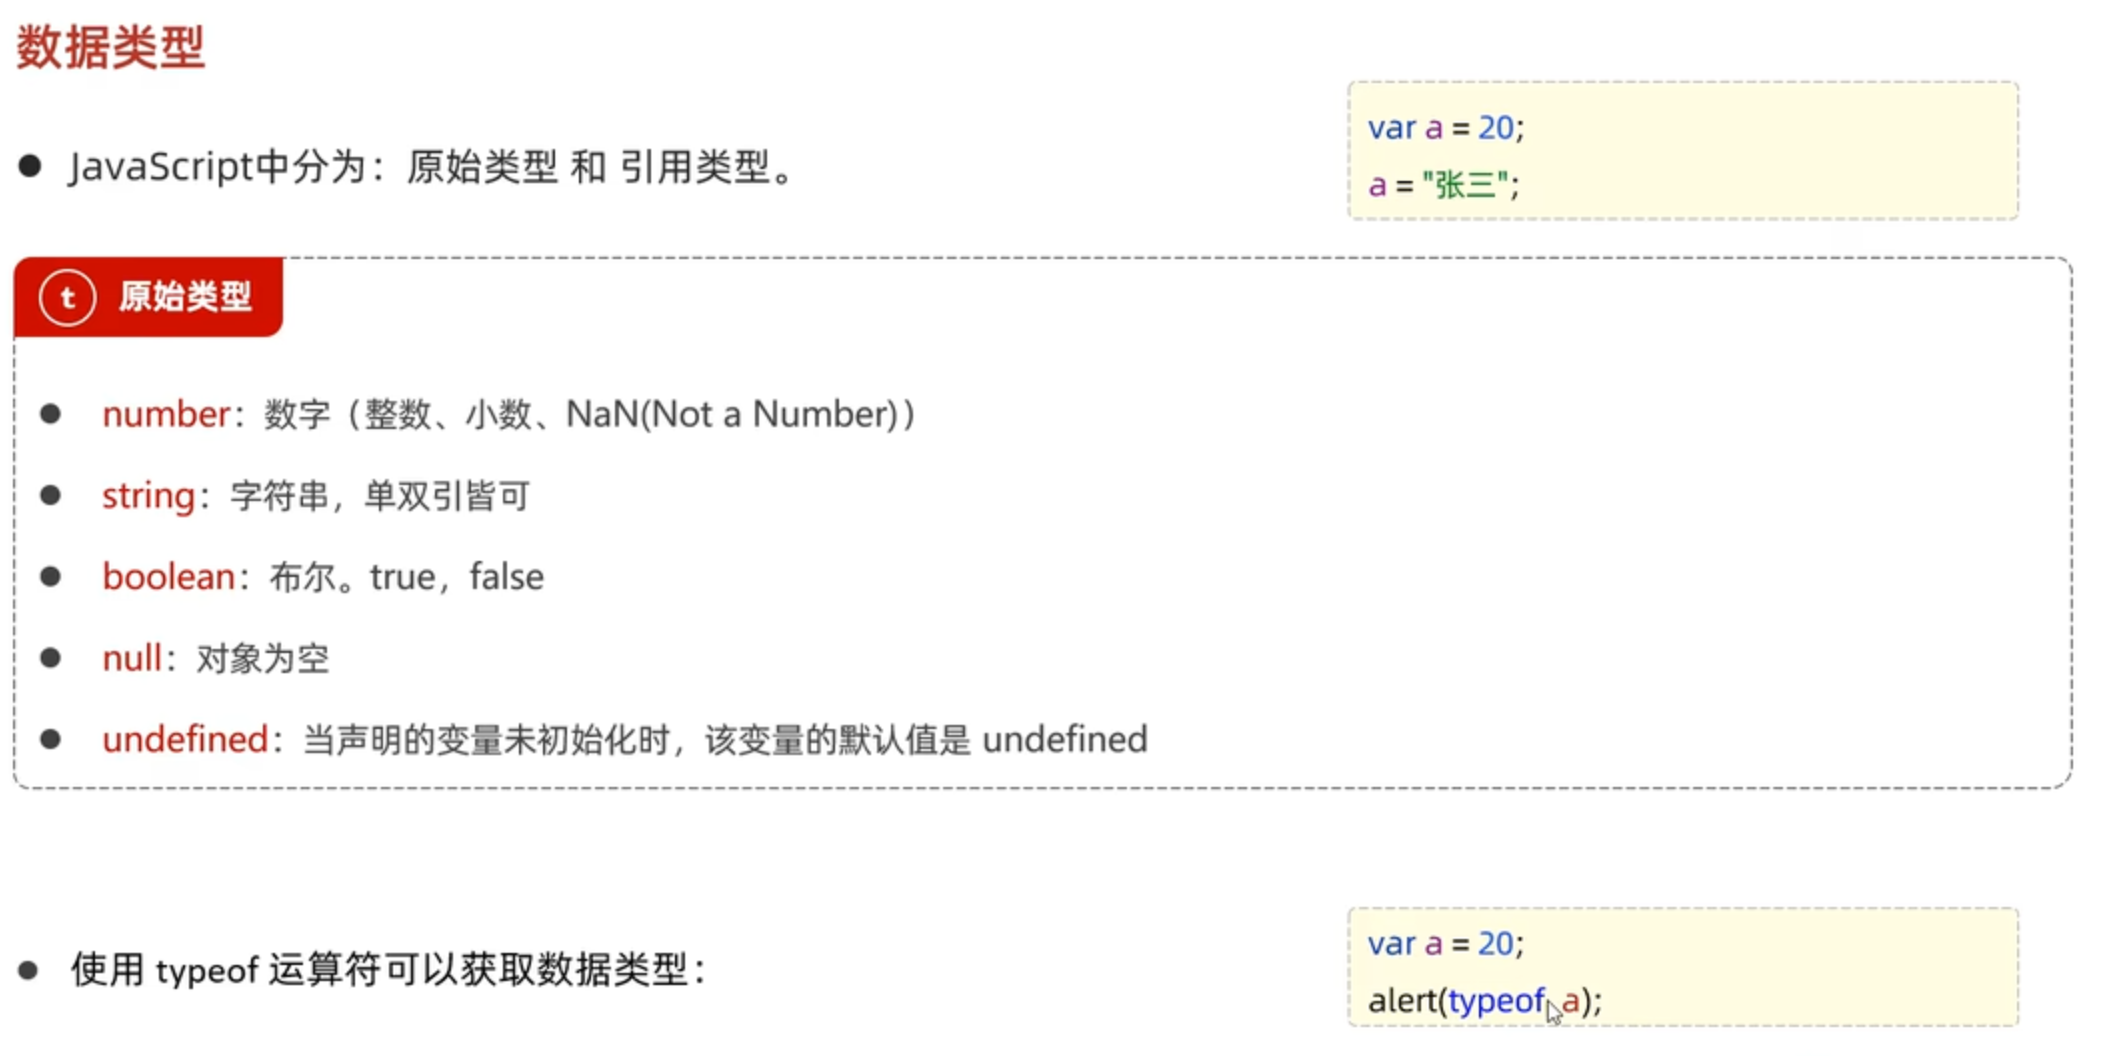 数据类型
var a = 20;
a = "张三";
JavaScript中分为：原始类型 和 引用类型。
t 原始类型
number：数字（整数、小数、NaN(Not a Number)）
string：字符串，单双引皆可
boolean：布尔。true，false
null：对象为空
undefined：当声明的变量未初始化时，该变量的默认值是 undefined
使用 typeof 运算符可以获取数据类型：
var a = 20;
alert(typeof a);